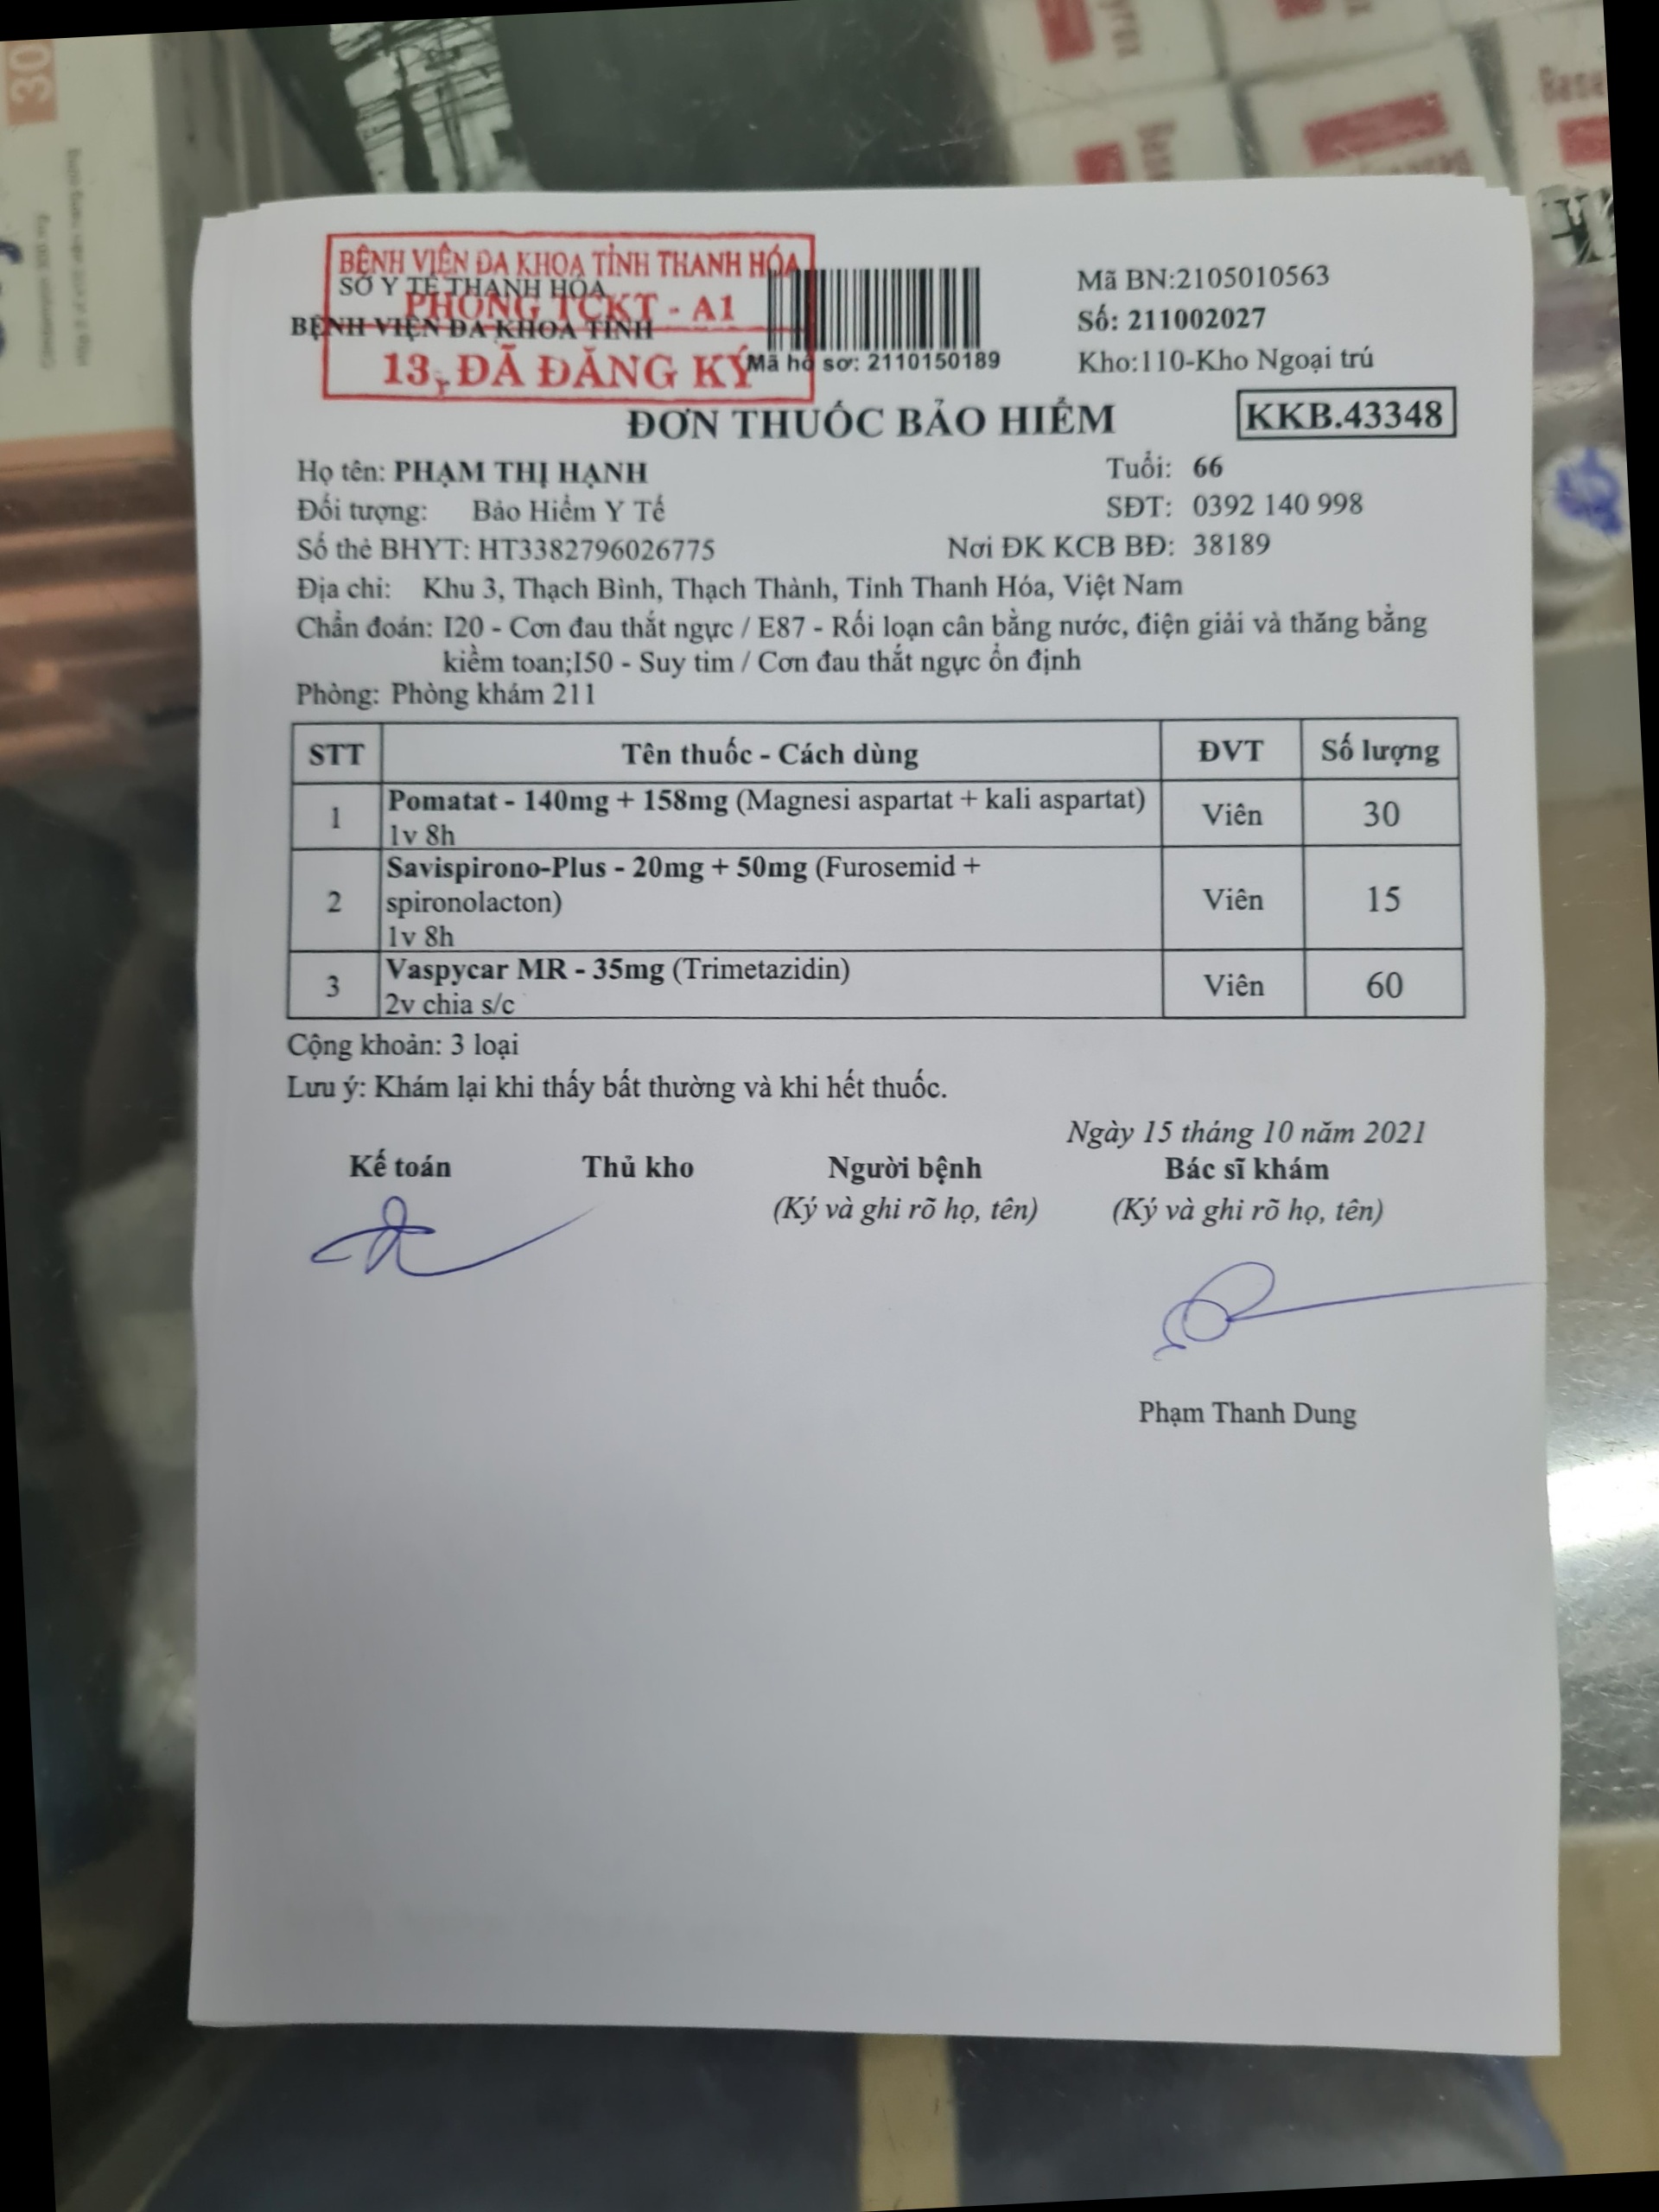 BỆNH VIỆN ĐA KHOA TỈNH THANH HÓA
SỞ Y TẾ THANH HÓA
PHÒNG TCKT - A1
BỆNH VIỆN ĐA KHOA TỈNH
13, ĐÃ ĐĂNG KÝ
Mã hồ sơ: 2110150189
Mã BN:2105010563
Số: 211002027
Kho:110-Kho Ngoại trú
ĐƠN THUỐC BẢO HIỂM
KKB.43348
Họ tên: PHẠM THỊ HẠNH Tuổi: 66
Đối tượng: Bảo Hiểm Y Tế SĐT: 0392 140 998
Số thẻ BHYT: HT3382796026775 Nơi ĐK KCB BĐ: 38189
Địa chỉ: Khu 3, Thạch Bình, Thạch Thành, Tỉnh Thanh Hóa, Việt Nam
Chẩn đoán: I20 - Cơn đau thắt ngực / E87 - Rối loạn cân bằng nước, điện giải và thăng bằng
kiềm toan;I50 - Suy tim / Cơn đau thắt ngực ổn định
Phòng: Phòng khám 211
STT Tên thuốc - Cách dùng ĐVT Số lượng
1 Pomatat - 140mg + 158mg (Magnesi aspartat + kali aspartat) Viên 30
1v 8h
2 Savispirono-Plus - 20mg + 50mg (Furosemid + Viên 15
spironolacton)
1v 8h
3 Vaspycar MR - 35mg (Trimetazidin) Viên 60
2v chia s/c
Cộng khoản: 3 loại
Lưu ý: Khám lại khi thấy bất thường và khi hết thuốc.
Ngày 15 tháng 10 năm 2021
Kế toán Thủ kho Người bệnh Bác sĩ khám
(Ký và ghi rõ họ, tên) (Ký và ghi rõ họ, tên)
Phạm Thanh Dung
30